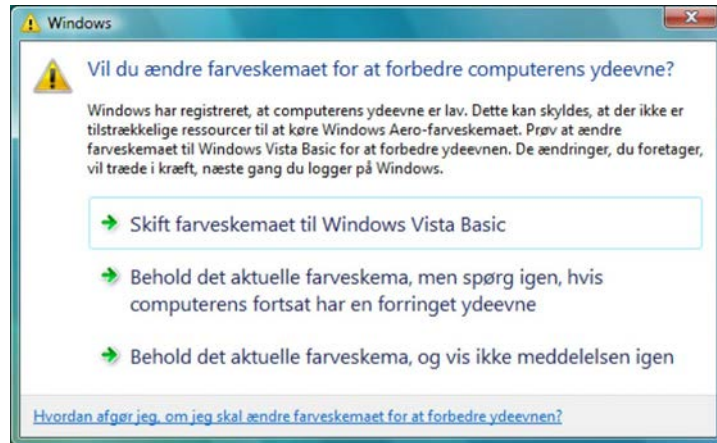 Windows
Vil du ændre farveskemaet for at forbedre computerens ydeevne?
Windows har registreret, at computerens ydeevne er lav. Dette kan skyldes, at der ikke er
tilstrækkelige ressourcer til at køre Windows Aero-farveskemaet. Prøv at ændre
farveskemaet til Windows Vista Basic for at forbedre ydeevnen. De ændringer, du foretager,
vil træde i kræft, næste gang du logger på Windows.
Skift farveskemaet til Windows Vista Basic
Behold det aktuelle farveskema, men spørg igen, hvis
computerens fortsat har en forringet ydeevne
Behold det aktuelle farveskema, og vis ikke meddelelsen igen
Hvordan afgør jeg, om jeg skal ændre farveskemaet for at forbedre ydeevnen?